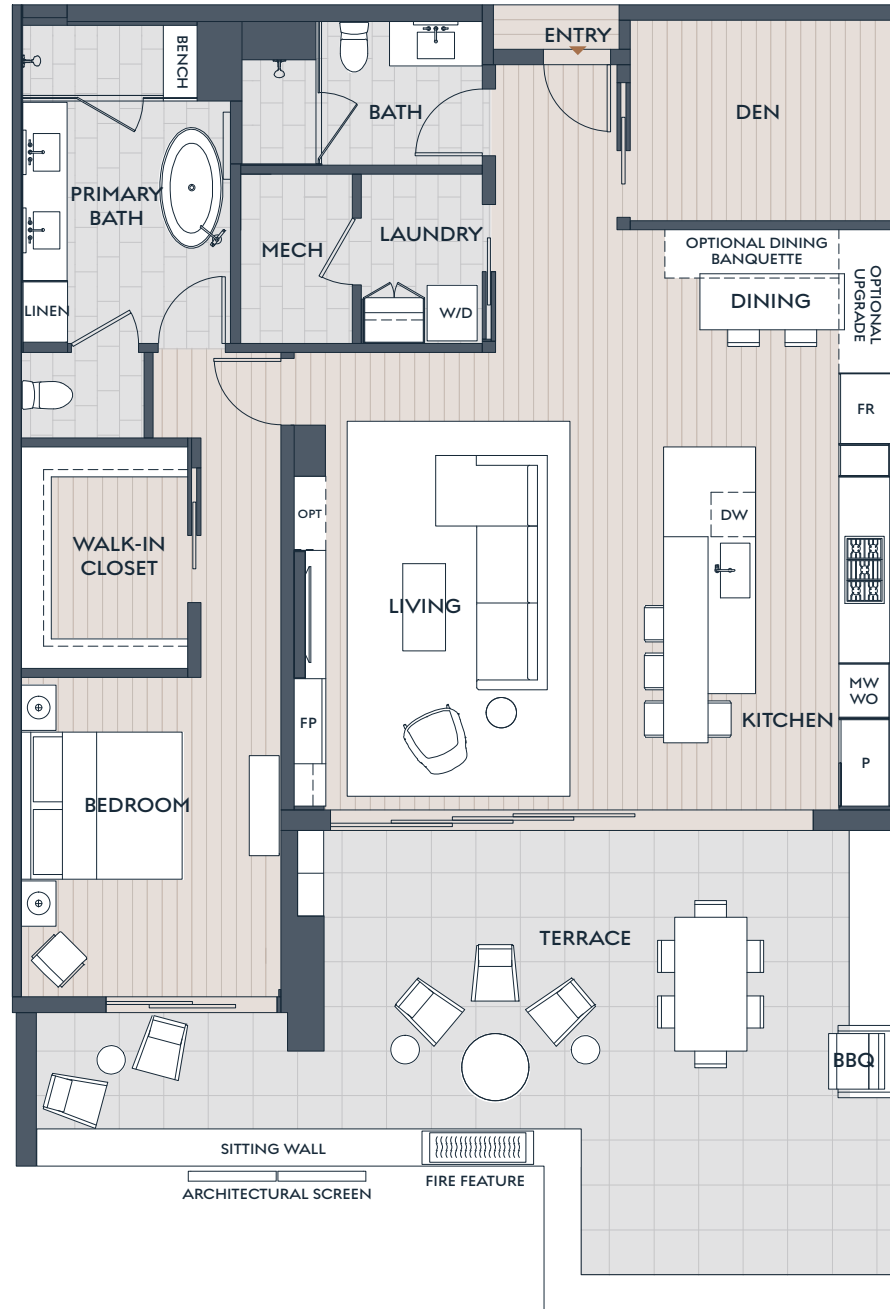 ENTRY
BENCH
BATH
DEN
PRIMARY
BATH
LAUNDRY
MECH
OPTIONAL DINING
BANQUETTE
OPTIONAL
UPGRADE
DINING
LINEN
W/D
FR
OPT
DW
WALK-IN
CLOSET
LIVING
MW
WO
FP
KITCHEN
P
BEDROOM
TERRACE
BBQ
SITTING WALL
FIRE FEATURE
ARCHITECTURAL SCREEN